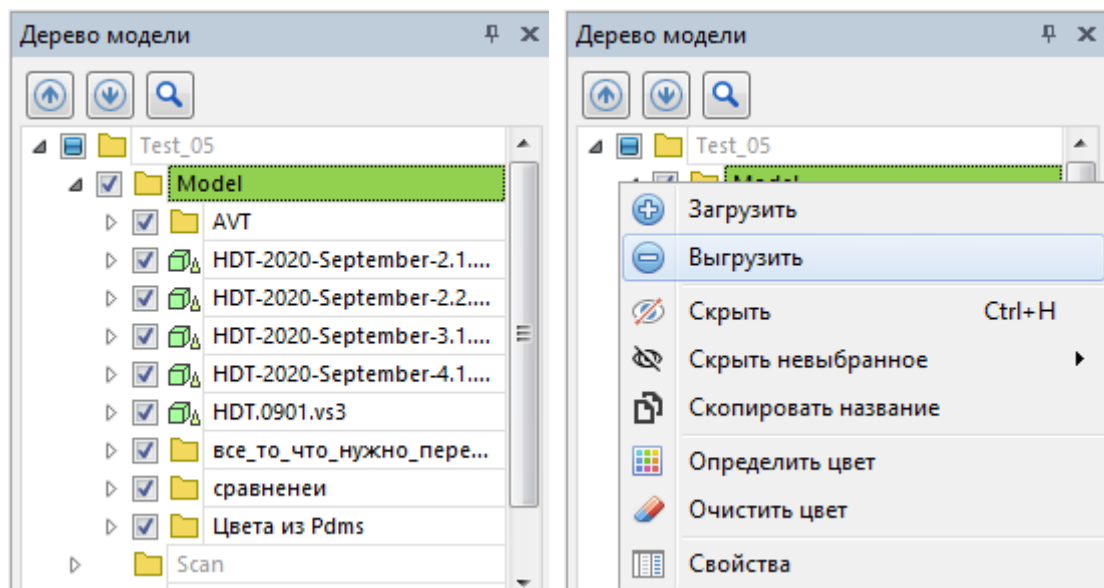 Дерево модели
Test_05
Model
AVT
HDT-2020-September-2.1....
HDT-2020-September-2.2....
HDT-2020-September-3.1....
HDT-2020-September-4.1....
HDT.0901.vs3
все_то_что_нужно_пере...
сравненеи
Цвета из Pdms
Scan
Дерево модели
Test_05
Model
Загрузить
Выгрузить
Скрыть Ctrl+H
Скрыть невыбранное
Скопировать название
Определить цвет
Очистить цвет
Свойства